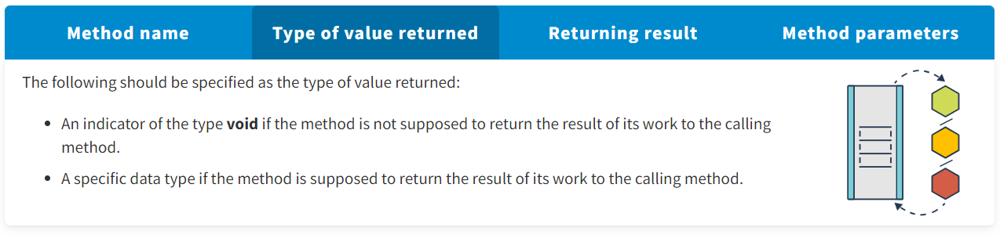 Method name
Type of value returned
Returning result
Method parameters
The following should be specified as the type of value returned:
• An indicator of the type void if the method is not supposed to return the result of its work to the calling
method.
• A specific data type if the method is supposed to return the result of its work to the calling method.